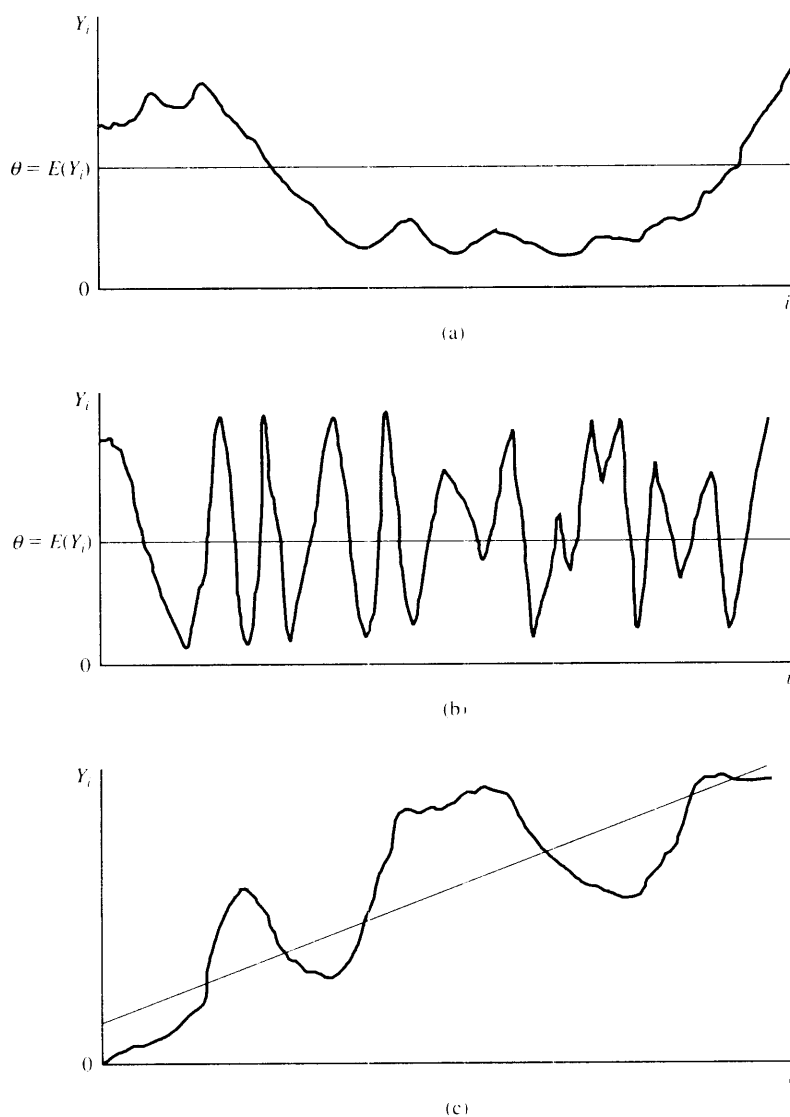 Y_i
θ = E(Y_i)
0
i
(a)
Y_i
θ = E(Y_i)
0
i
(b)
Y_i
0
(c)